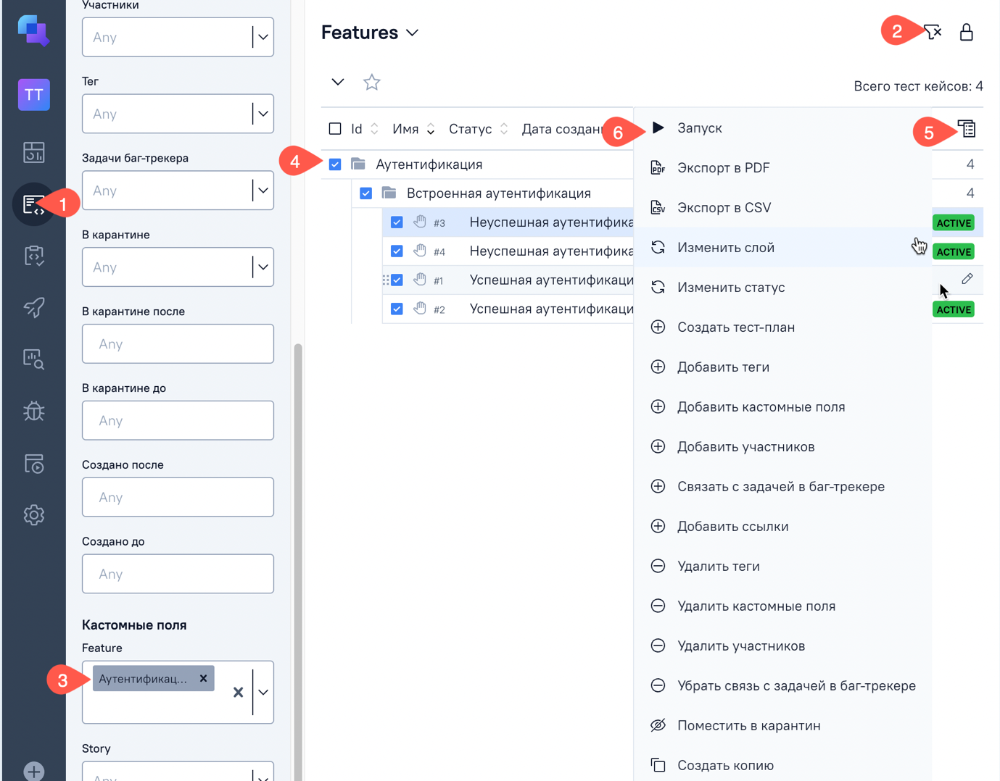 TT
1
Участники
Any
Тег
Any
Задачи баг-трекера
Any
В карантине
Any
В карантине после
Any
В карантине до
Any
Создано после
Any
Создано до
Any
Кастомные поля
Feature
3
Аутентификац...
Story
Any
Features
2
Всего тест кейсов: 4
Id
Имя
Статус
Дата создан
5
4
Аутентификация
4
Встроенная аутентификация
4
#3 Неуспешная аутентифика
ACTIVE
#4 Неуспешная аутентифика
ACTIVE
#1 Успешная аутентификаци
#2 Успешная аутентификаци
ACTIVE
6
Запуск
PDF Экспорт в PDF
CSV Экспорт в CSV
Изменить слой
Изменить статус
Создать тест-план
Добавить теги
Добавить кастомные поля
Добавить участников
Связать с задачей в баг-трекере
Добавить ссылки
Удалить теги
Удалить кастомные поля
Удалить участников
Убрать связь с задачей в баг-трекере
Поместить в карантин
Создать копию